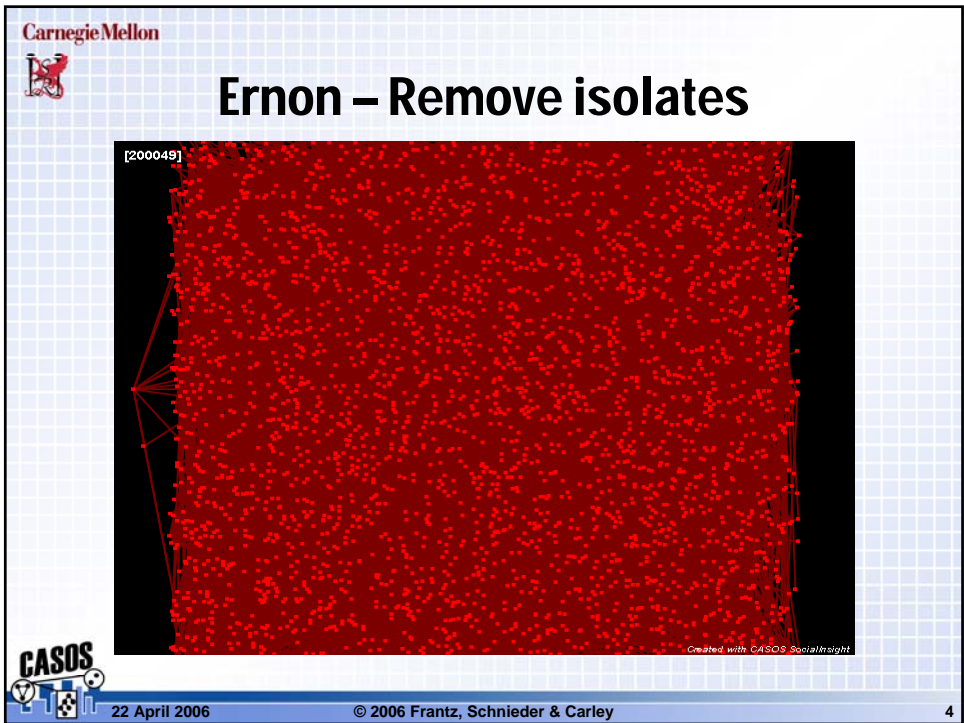 Carnegie Mellon
Ernon – Remove isolates
[200049]
Created with CASOS SocialInsight
CASOS
22 April 2006
© 2006 Frantz, Schnieder & Carley
4